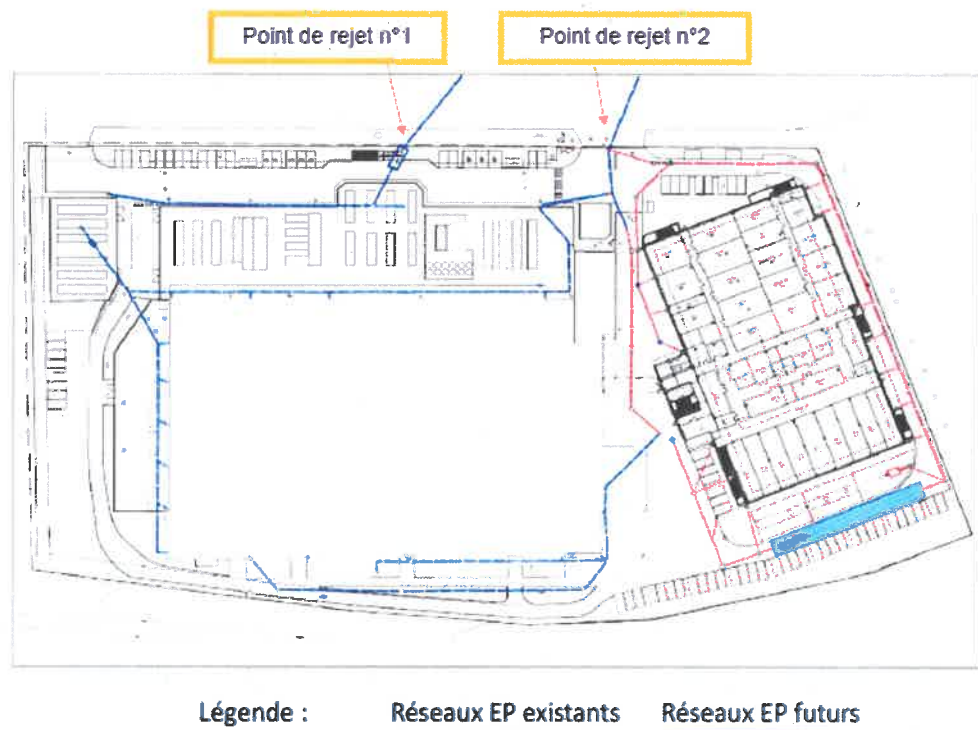 Point de rejet n°1
Point de rejet n°2
Légende :
Réseaux EP existants
Réseaux EP futurs